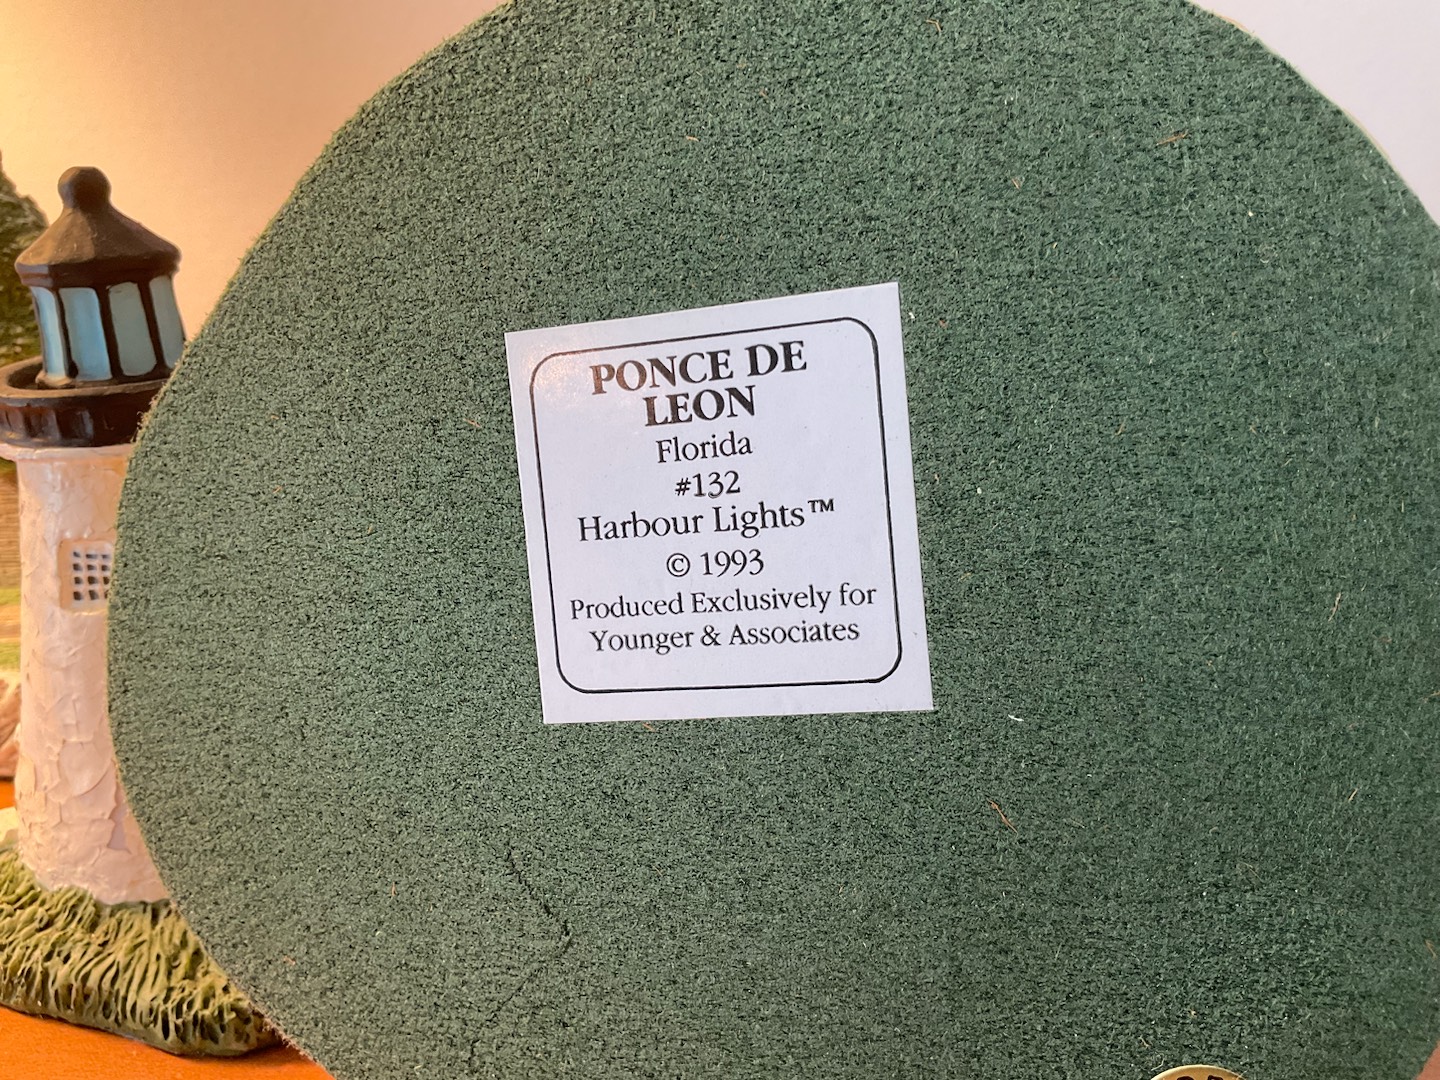 PONCE DE
LEON
Florida
#132
Harbour Lights™
© 1993
Produced Exclusively for
Younger & Associates